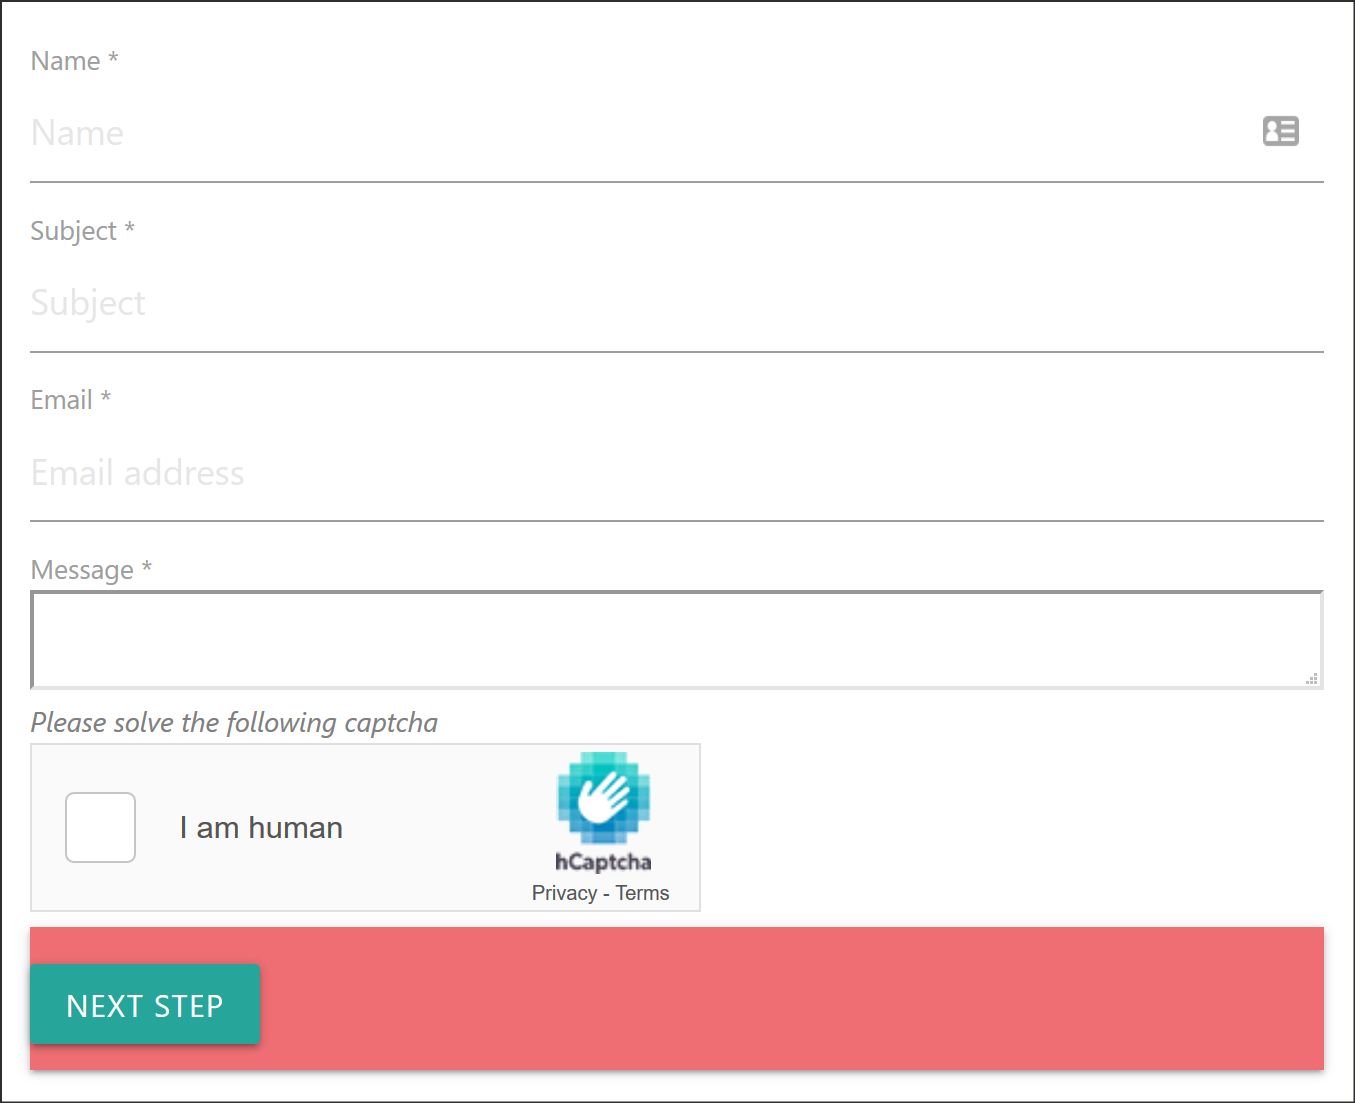 Name *
Name
Subject *
Subject
Email *
Email address
Message *
Please solve the following captcha
I am human
hCaptcha
Privacy - Terms
NEXT STEP